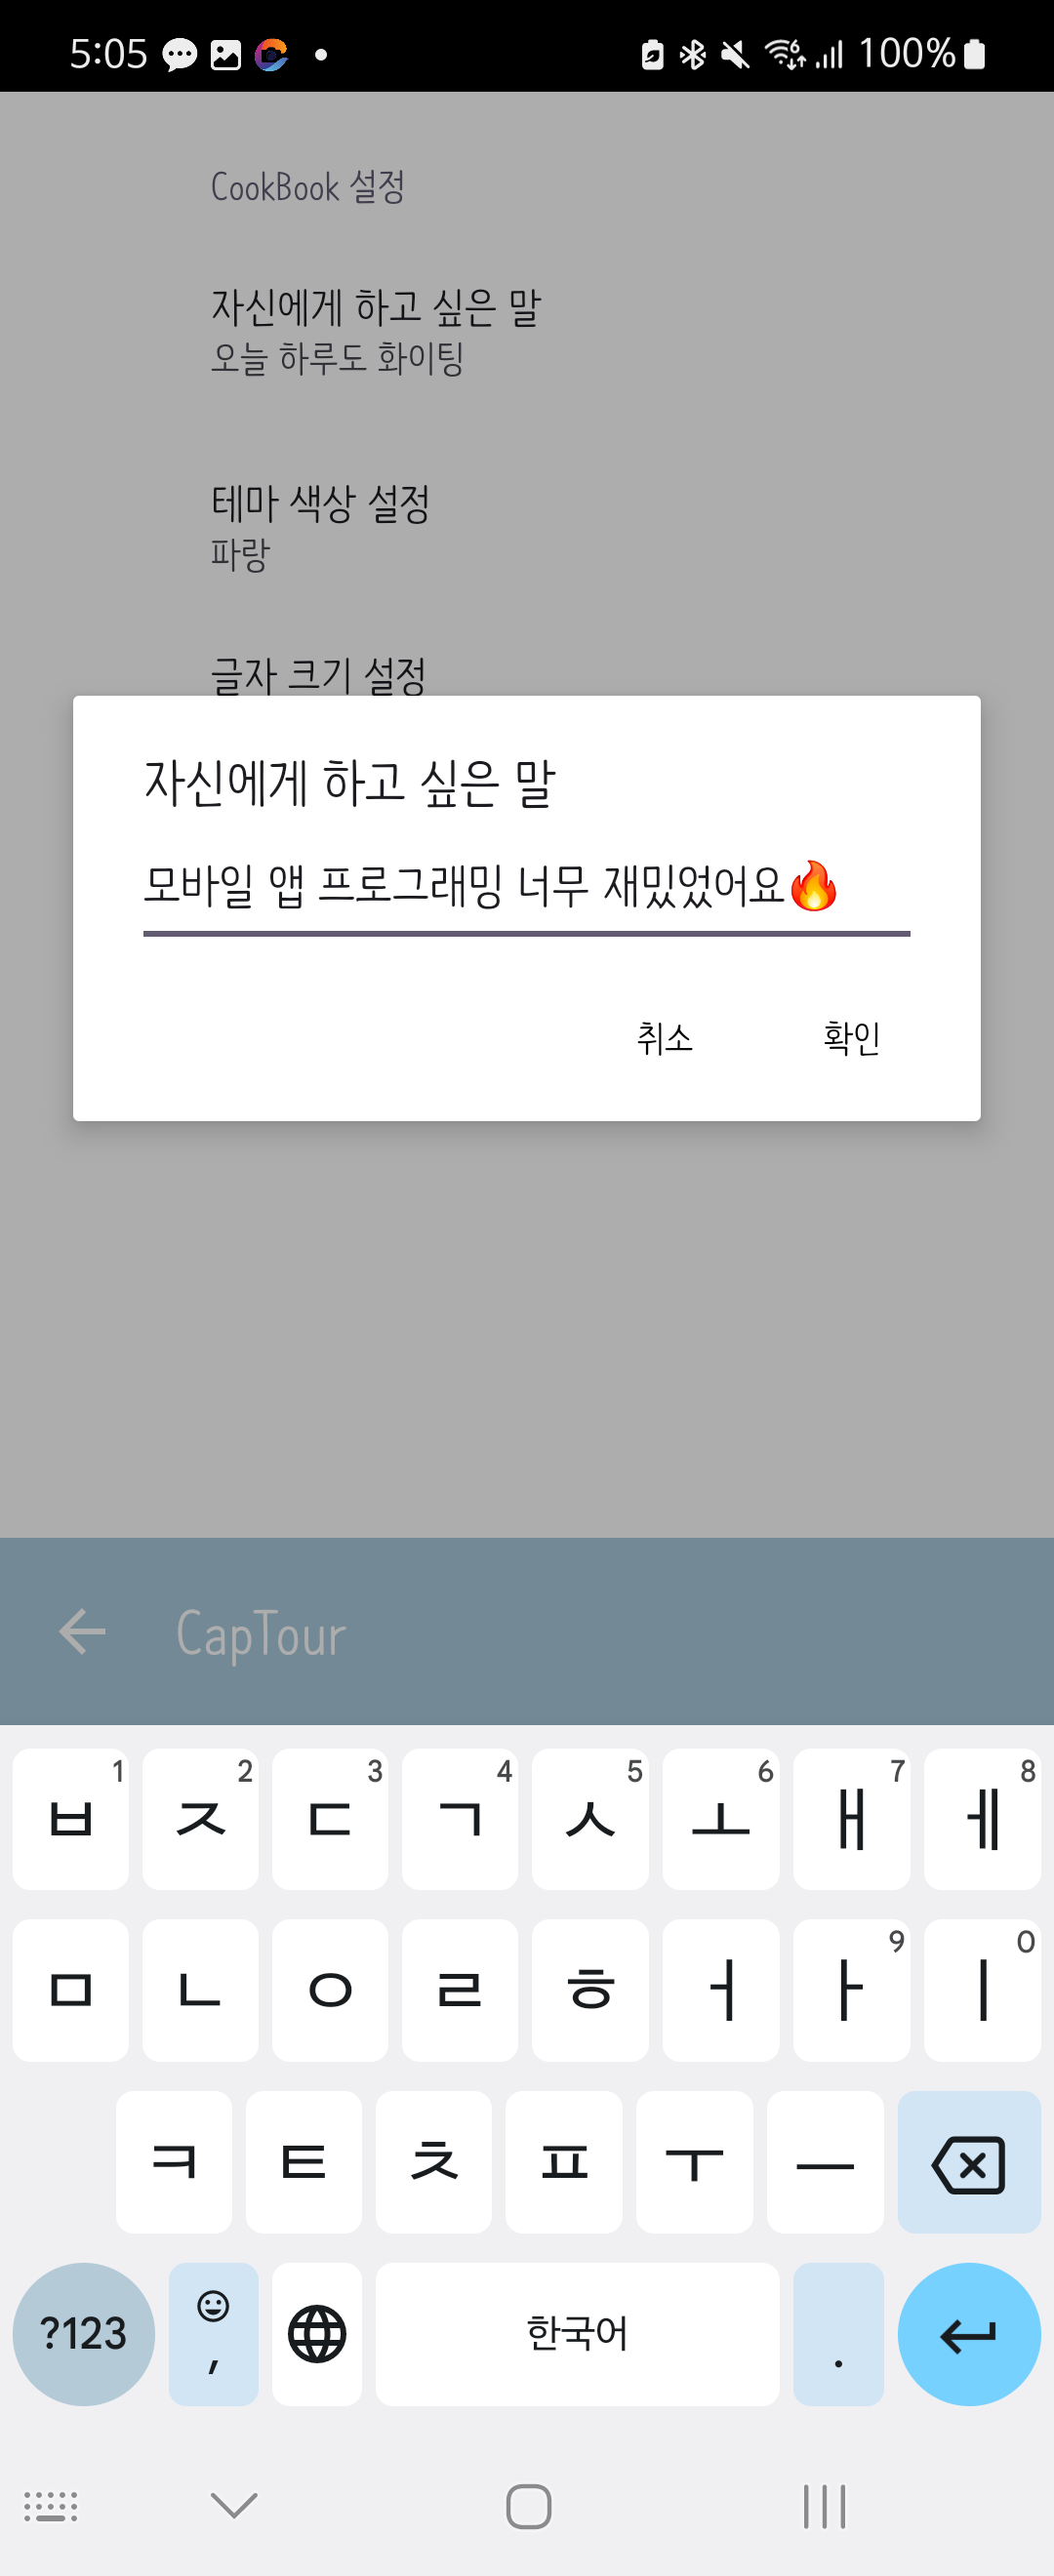 5:05 100%
CookBook 설정
자신에게 하고 싶은 말
오늘 하루도 화이팅
테마 색상 설정
파랑
글자 크기 설정
자신에게 하고 싶은 말
모바일 앱 프로그래밍 너무 재밌었어요🔥
취소 확인
CapTour
1 2 3 4 5 6 7 8
ㅂ ㅈ ㄷ ㄱ ㅅ ㅗ ㅐ ㅔ
9 0
ㅁ ㄴ ㅇ ㄹ ㅎ ㅓ ㅏ ㅣ
ㅋ ㅌ ㅊ ㅍ ㅜ ㅡ
?123 , 한국어 .